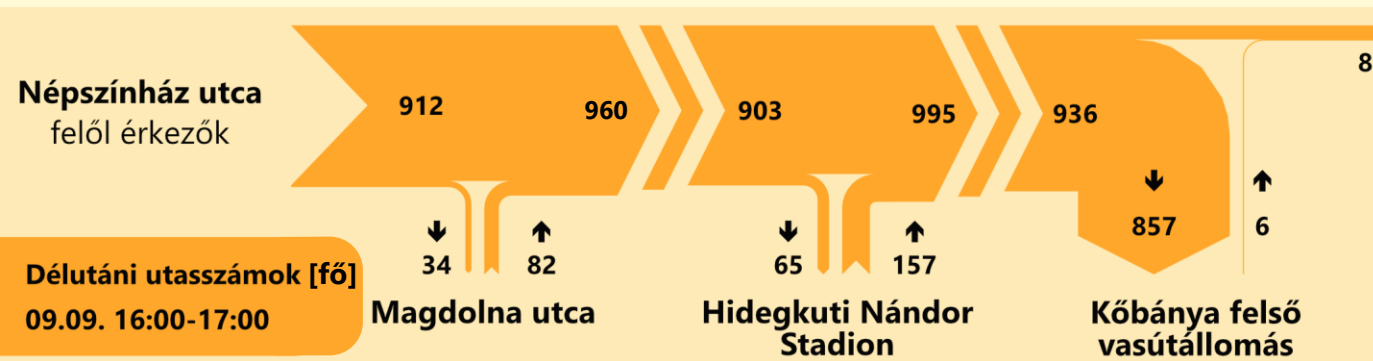 Népszínház utca
felől érkezők
912
960
903
995
936
8
34
82
65
157
857
6
Magdolna utca
Hidegkuti Nándor
Stadion
Kőbánya felső
vasútállomás
Délutáni utasszámok [fő]
09.09. 16:00-17:00